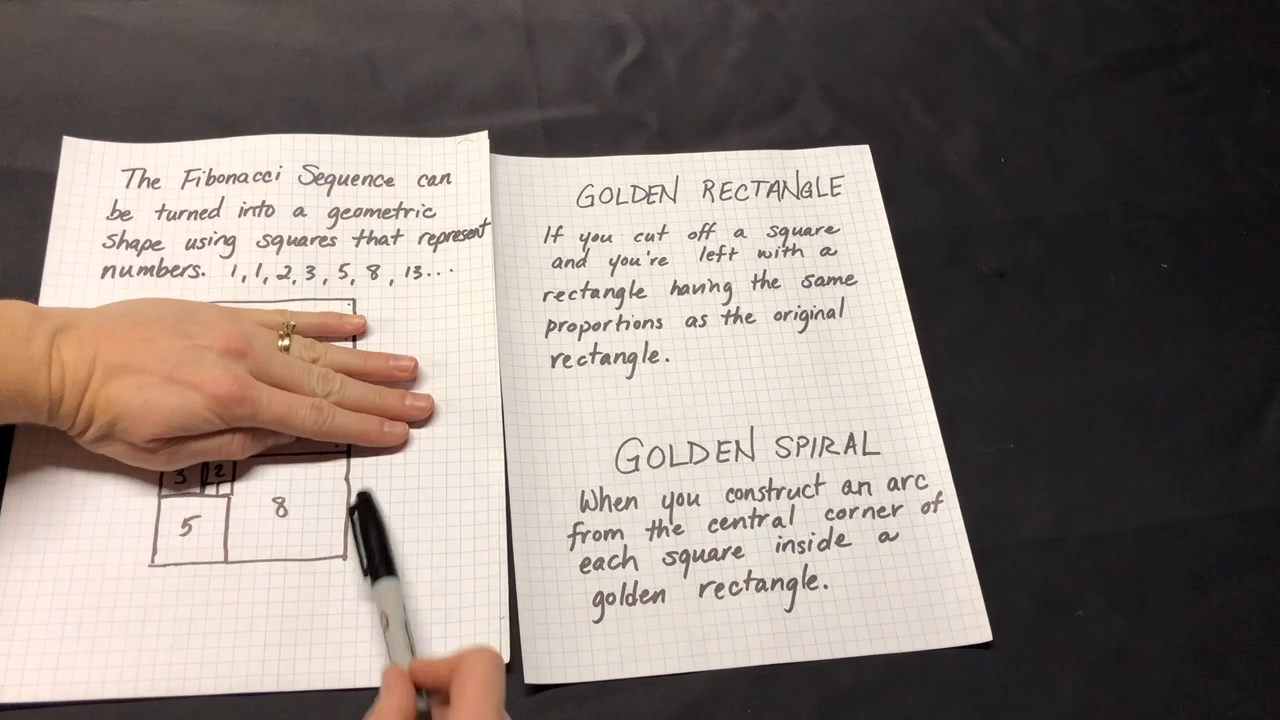 The Fibonacci Sequence can
be turned into a geometric
shape using squares that represent
numbers. 1, 1, 2, 3, 5, 8, 13...
3 2
5 8
GOLDEN RECTANGLE
If you cut off a square
and you're left with a
rectangle having the same
proportions as the original
rectangle.
GOLDEN SPIRAL
When you construct an arc
from the central corner of
each square inside a
golden rectangle.